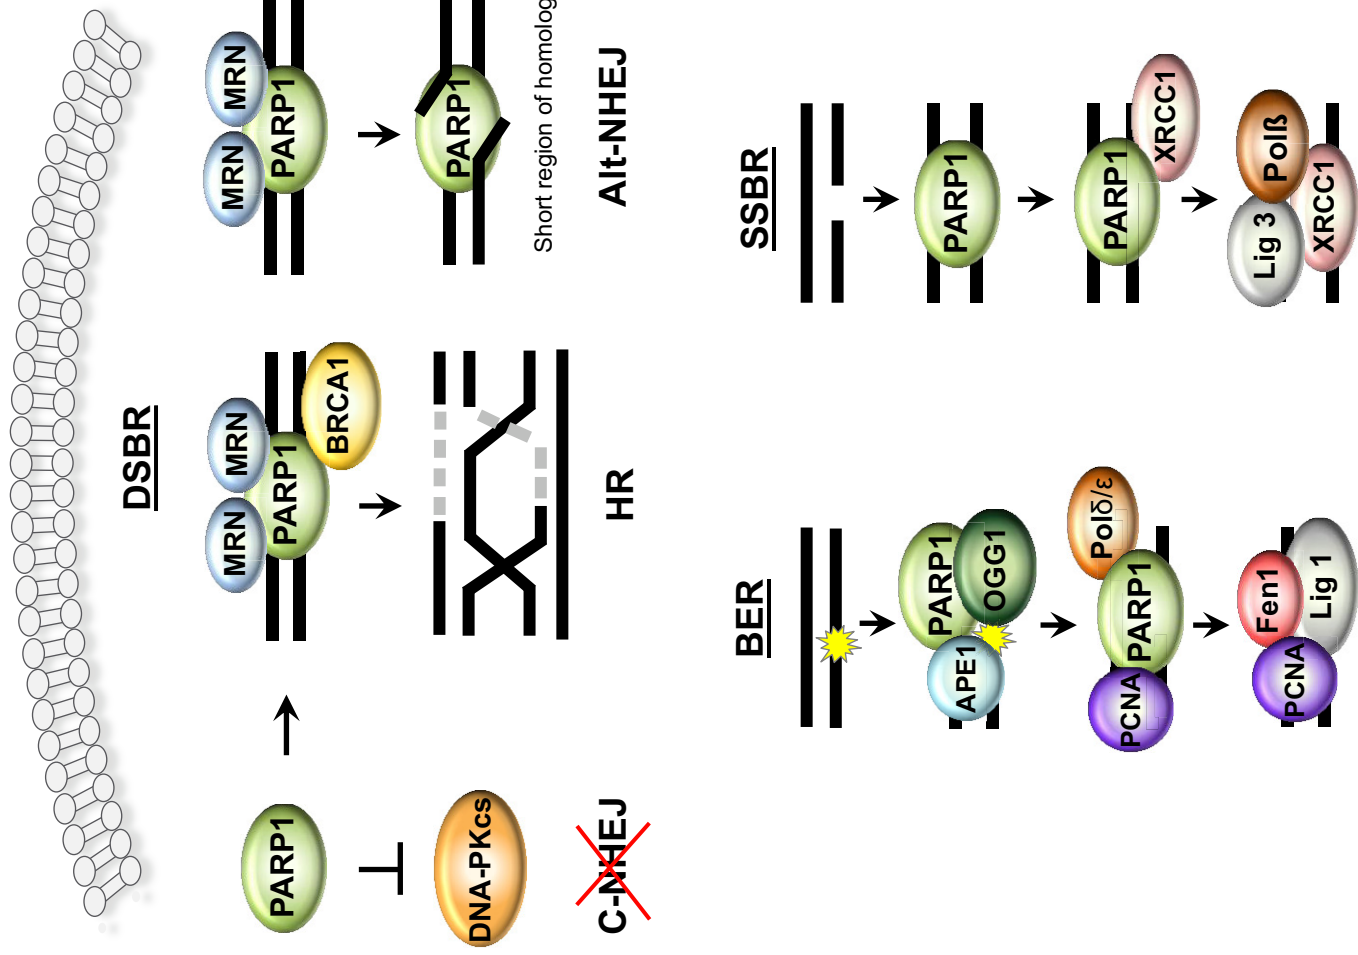 DSBR
PARP1
DNA-PKcs
C-NHEJ
MRN
MRN
PARP1
BRCA1
HR
MRN
MRN
PARP1
PARP1
Short region of homolog
Alt-NHEJ
BER
PARP1
OGG1
APE1
Polδ/ε
PARP1
PCNA
Fen1
PCNA
Lig 1
SSBR
PARP1
PARP1
XRCC1
Lig 3
Polß
XRCC1